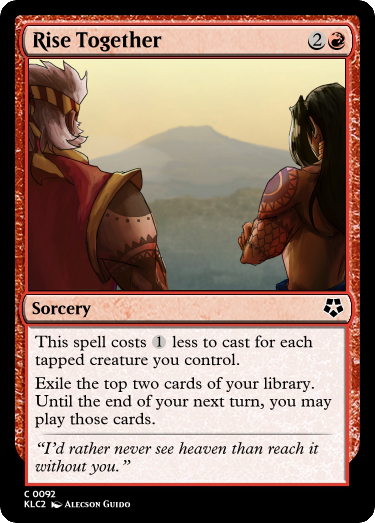 Rise Together 2
Sorcery
This spell costs 1 less to cast for each
tapped creature you control.
Exile the top two cards of your library.
Until the end of your next turn, you may
play those cards.
“I’d rather never see heaven than reach it
without you.”
C 0092
KLC2 Alecson Guido